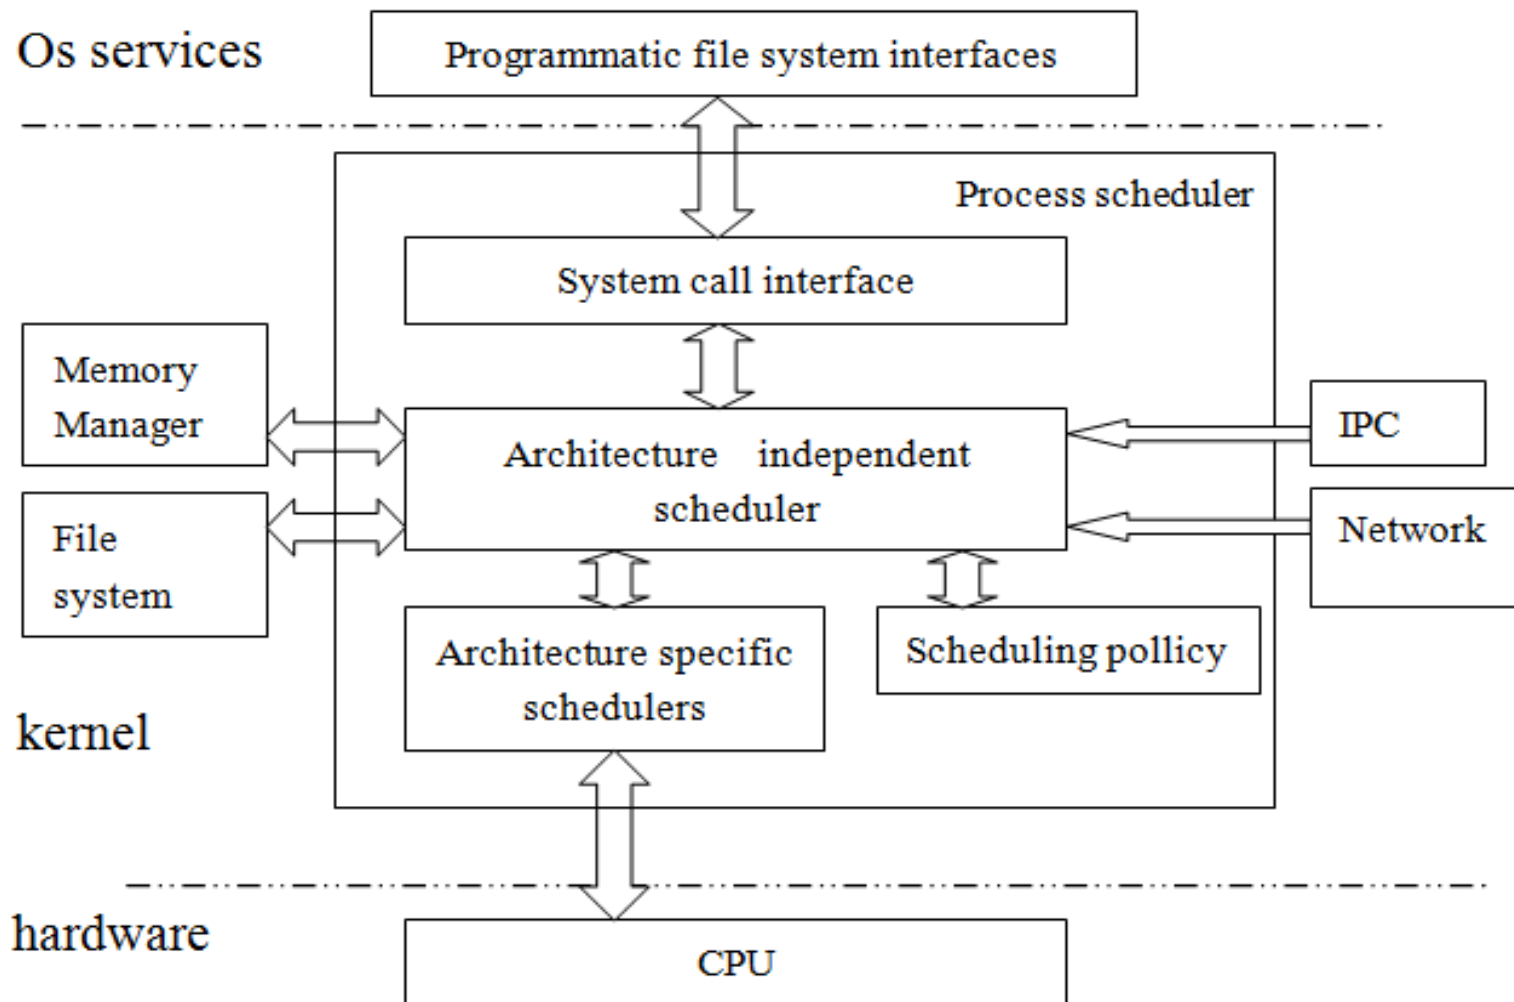 Os services
Programmatic file system interfaces
Process scheduler
System call interface
Memory
Manager
Architecture independent
scheduler
IPC
File
system
Network
Architecture specific
schedulers
Scheduling pollicy
kernel
hardware
CPU